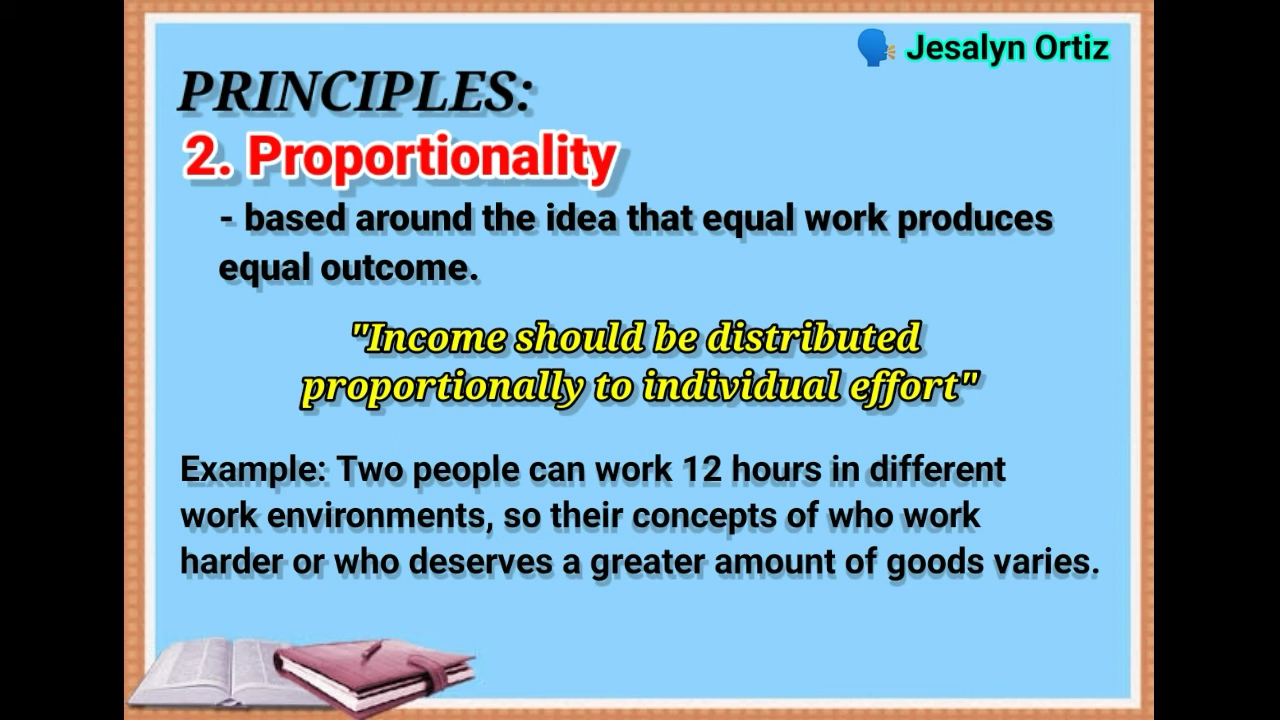 Jesalyn Ortiz
PRINCIPLES:
2. Proportionality
- based around the idea that equal work produces
equal outcome.
"Income should be distributed
proportionally to individual effort"
Example: Two people can work 12 hours in different
work environments, so their concepts of who work
harder or who deserves a greater amount of goods varies.